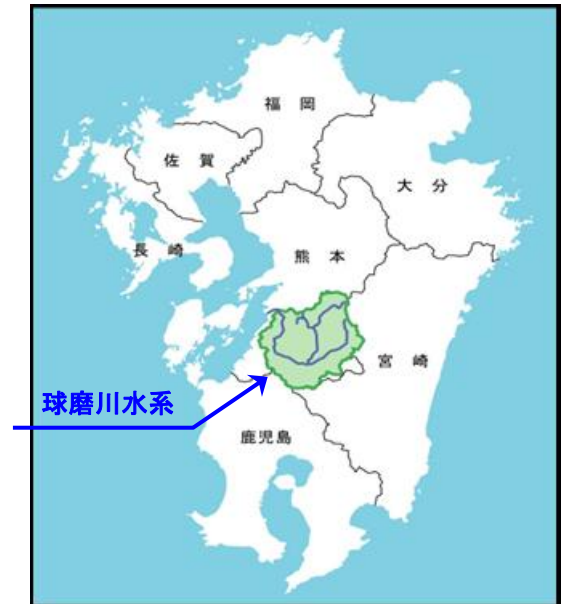 福 岡
佐 賀
大 分
長 崎
熊 本
宮 崎
球磨川水系
鹿児島